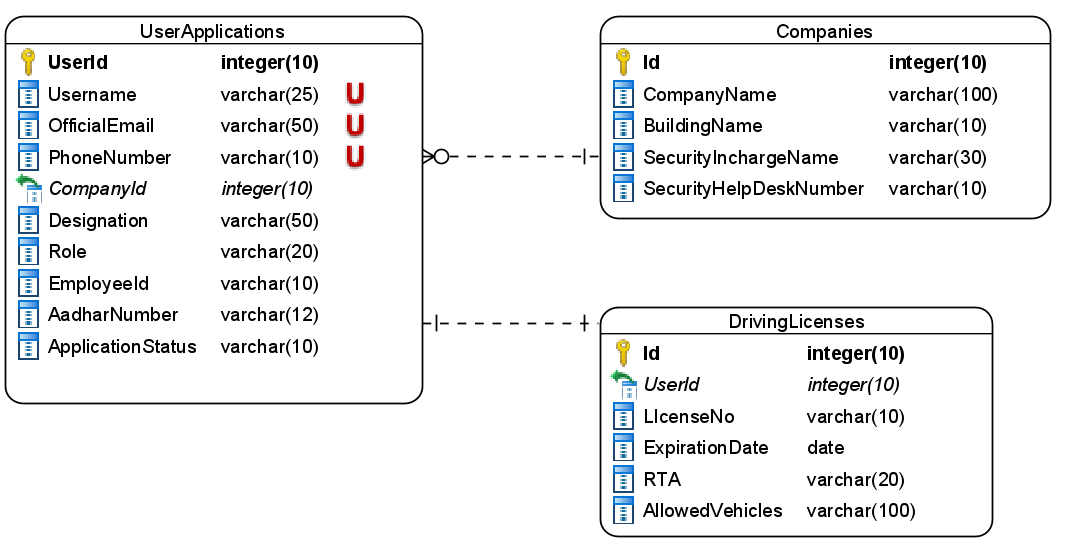 UserApplications
UserId integer(10)
Username varchar(25) U
OfficialEmail varchar(50) U
PhoneNumber varchar(10) U
CompanyId integer(10)
Designation varchar(50)
Role varchar(20)
EmployeeId varchar(10)
AadharNumber varchar(12)
ApplicationStatus varchar(10)
Companies
Id integer(10)
CompanyName varchar(100)
BuildingName varchar(10)
SecurityInchargeName varchar(30)
SecurityHelpDeskNumber varchar(10)
DrivingLicenses
Id integer(10)
UserId integer(10)
LIcenseNo varchar(10)
ExpirationDate date
RTA varchar(20)
AllowedVehicles varchar(100)